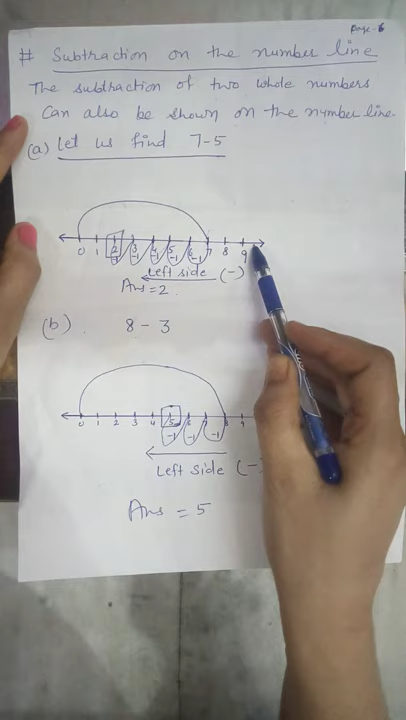 Page-6
# Subtraction on the number line
The subtraction of two whole numbers
Can also be shown on the number line.
(a) Let us find 7-5
0 1 2 3 4 5 6 7 8 9
-1 -1 -1 -1 -1
Left side (-)
Ans = 2
(b) 8 - 3
0 1 2 3 4 5 6 7 8 9
-1 -1 -1
Left side (-)
Ans = 5